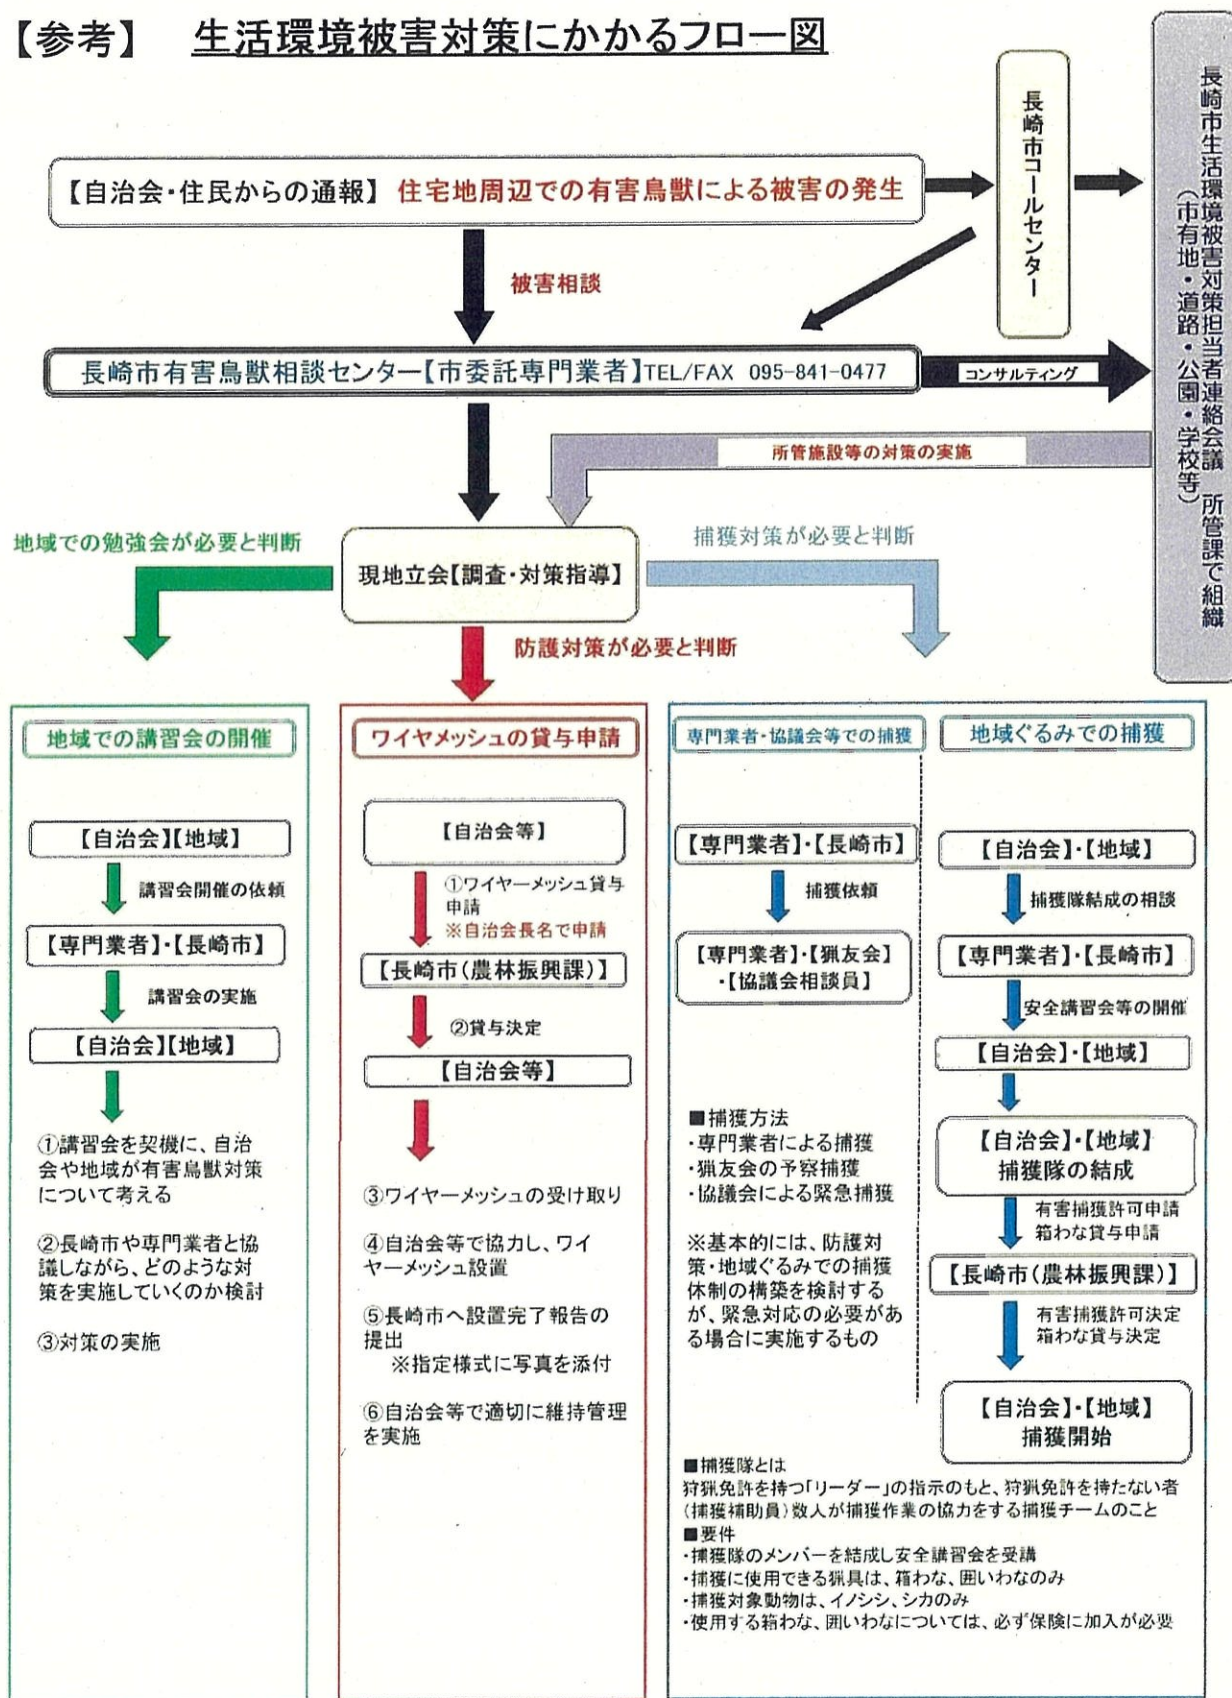 【参考】 生活環境被害対策にかかるフロー図
長崎市コールセンター
長崎市生活環境被害対策担当者連絡会議 所管課で組織
（市有地・道路・公園・学校等）
【自治会・住民からの通報】 住宅地周辺での有害鳥獣による被害の発生
被害相談
長崎市有害鳥獣相談センター【市委託専門業者】TEL/FAX 095-841-0477
コンサルティング
所管施設等の対策の実施
地域での勉強会が必要と判断
現地立会【調査・対策指導】
捕獲対策が必要と判断
防護対策が必要と判断
地域での講習会の開催
【自治会】【地域】
講習会開催の依頼
【専門業者】・【長崎市】
講習会の実施
【自治会】【地域】
①講習会を契機に、自治
会や地域が有害鳥獣対策
について考える
②長崎市や専門業者と協
議しながら、どのような対
策を実施していくのか検討
③対策の実施
ワイヤメッシュの貸与申請
【自治会等】
①ワイヤーメッシュ貸与
申請
※自治会長名で申請
【長崎市(農林振興課)】
②貸与決定
【自治会等】
③ワイヤーメッシュの受け取り
④自治会等で協力し、ワイ
ヤーメッシュ設置
⑤長崎市へ設置完了報告の
提出
※指定様式に写真を添付
⑥自治会等で適切に維持管理
を実施
専門業者・協議会等での捕獲
【専門業者】・【長崎市】
捕獲依頼
【専門業者】・【猟友会】
・【協議会相談員】
■捕獲方法
・専門業者による捕獲
・猟友会の予察捕獲
・協議会による緊急捕獲
※基本的には、防護対
策・地域ぐるみでの捕獲
体制の構築を検討する
が、緊急対応の必要があ
る場合に実施するもの
地域ぐるみでの捕獲
【自治会】・【地域】
捕獲隊結成の相談
【専門業者】・【長崎市】
安全講習会等の開催
【自治会】・【地域】
【自治会】・【地域】
捕獲隊の結成
有害捕獲許可申請
箱わな貸与申請
【長崎市(農林振興課)】
有害捕獲許可決定
箱わな貸与決定
【自治会】・【地域】
捕獲開始
■捕獲隊とは
狩猟免許を持つ「リーダー」の指示のもと、狩猟免許を持たない者
(捕獲補助員)数人が捕獲作業の協力をする捕獲チームのこと
■要件
・捕獲隊のメンバーを結成し安全講習会を受講
・捕獲に使用できる猟具は、箱わな、囲いわなのみ
・捕獲対象動物は、イノシシ、シカのみ
・使用する箱わな、囲いわなについては、必ず保険に加入が必要